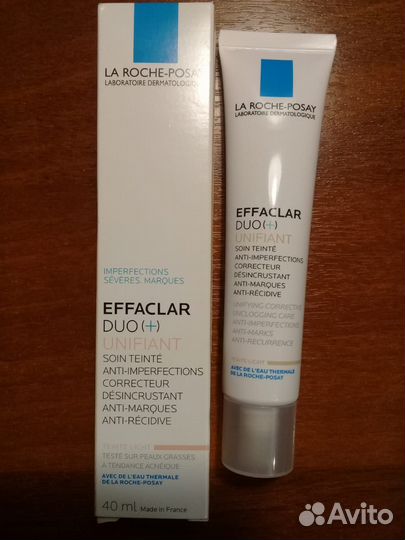 LA ROCHE-POSAY
LABORATOIRE DERMATOLOGIQUE
IMPERFECTIONS
SÉVÈRES, MARQUES
EFFACLAR
DUO(+)
UNIFIANT
SOIN TEINTÉ
ANTI-IMPERFECTIONS
CORRECTEUR
DÉSINCRUSTANT
ANTI-MARQUES
ANTI-RÉCIDIVE
TEINTE LIGHT
TESTÉ SUR PEAUX GRASSES
À TENDANCE ACNÉIQUE
AVEC DE L'EAU THERMALE
DE LA ROCHE-POSAY
40 ml Made in France
LA ROCHE-POSAY
LABORATOIRE DERMATOLOGIQUE
EFFACLAR
DUO(+)
UNIFIANT
SOIN TEINTÉ
ANTI-IMPERFECTIONS
CORRECTEUR
DÉSINCRUSTANT
ANTI-MARQUES
ANTI-RÉCIDIVE
UNIFYING CORRECTIVE
UNCLOGGING CARE
ANTI-IMPERFECTIONS
ANTI-MARKS
ANTI-RECURRENCE
TEINTE LIGHT
AVEC DE L'EAU THERMALE
DE LA ROCHE-POSAY
Avito